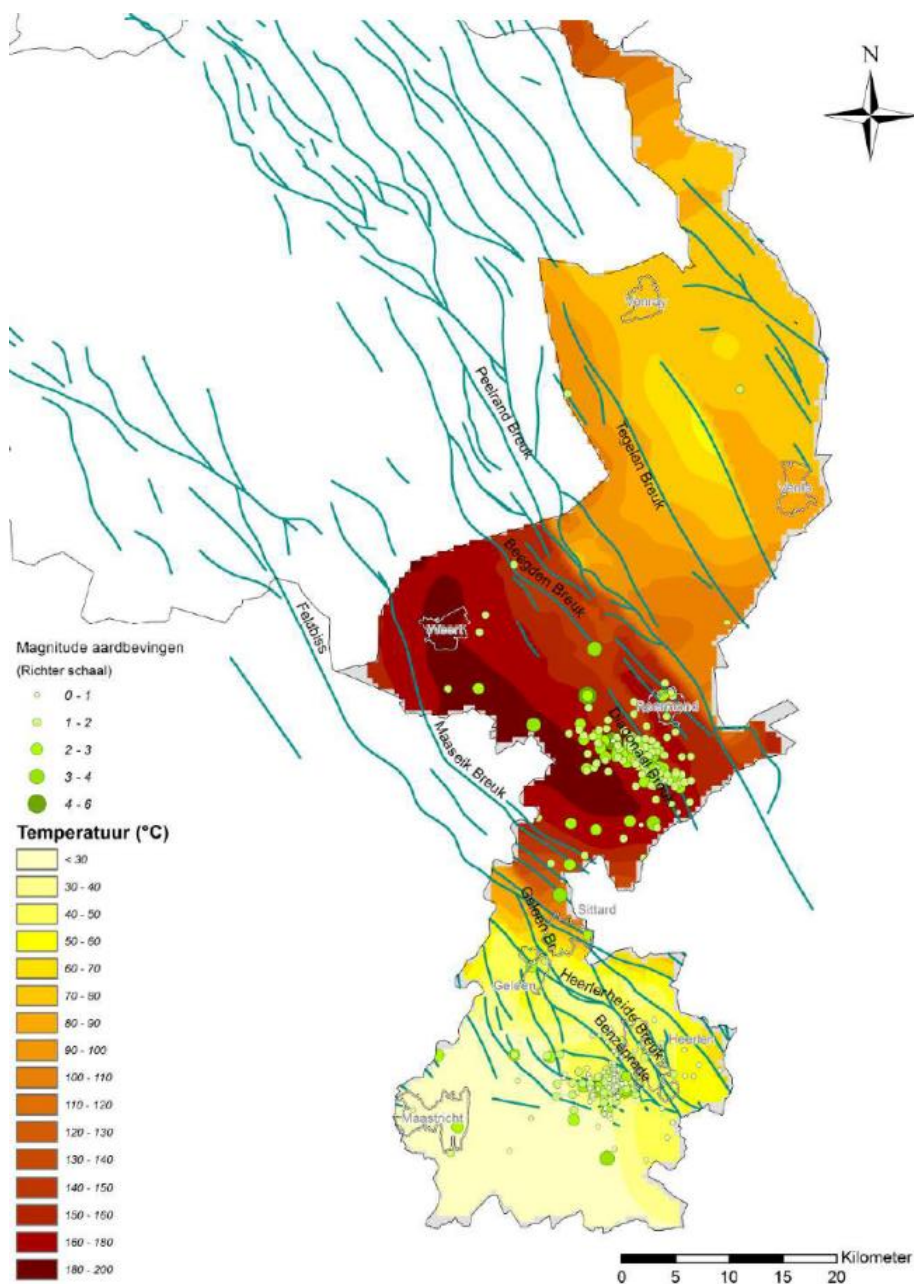 N
Venray
Peelrand Breuk
Tegelen Breuk
Venlo
Beegden Breuk
Weert
Feldbiss
Roermond
Diagonaal Breuk
Maaseik Breuk
Magnitude aardbevingen
(Richter schaal)
0 - 1
1 - 2
2 - 3
3 - 4
4 - 6
Temperatuur (°C)
< 30
30 - 40
40 - 50
50 - 60
60 - 70
70 - 80
80 - 90
90 - 100
100 - 110
110 - 120
120 - 130
130 - 140
140 - 150
150 - 160
160 - 180
180 - 200
Sittard
Geleen Br.
Geleen
Heerlerheide Breuk
Heerlen
Benzenrade
Maastricht
Kilometer
0 5 10 15 20